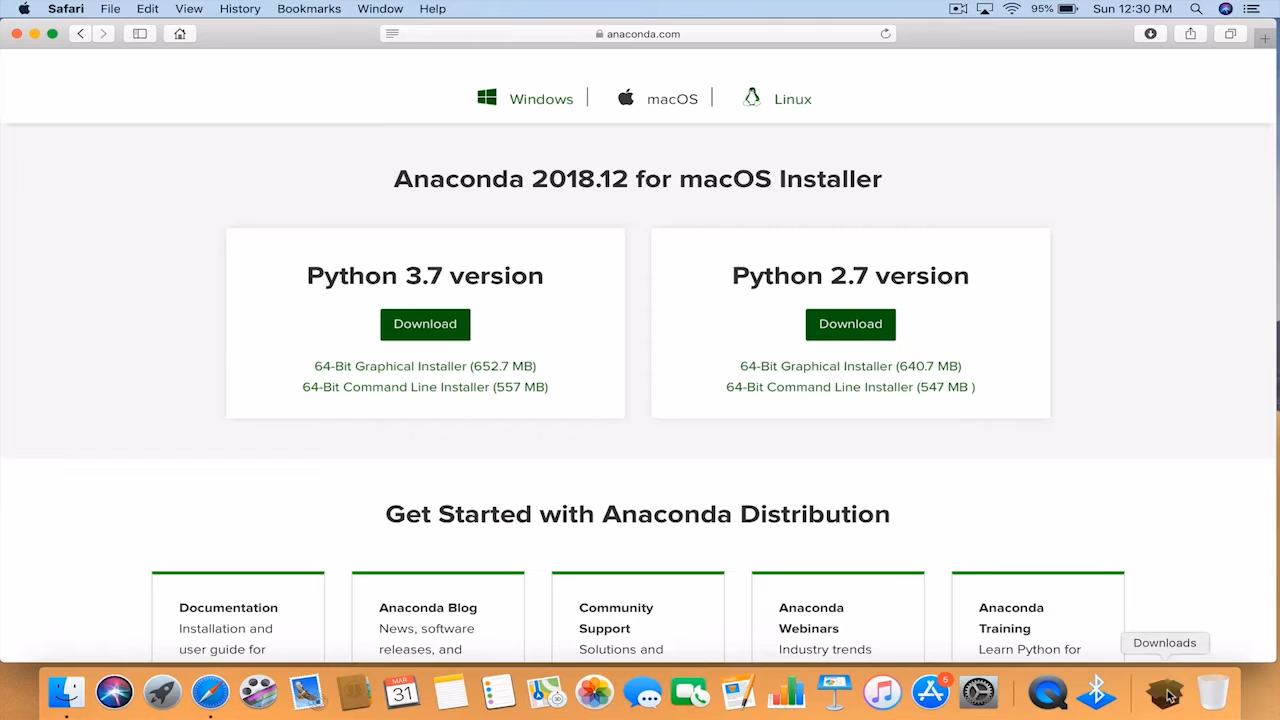 Safari File Edit View History Bookmarks Window Help 95% Sun 12:30 PM
anaconda.com
Windows macOS Linux
Anaconda 2018.12 for macOS Installer
Python 3.7 version
Download
64-Bit Graphical Installer (652.7 MB)
64-Bit Command Line Installer (557 MB)
Python 2.7 version
Download
64-Bit Graphical Installer (640.7 MB)
64-Bit Command Line Installer (547 MB )
Get Started with Anaconda Distribution
Documentation
Installation and
user guide for
Anaconda Blog
News, software
releases, and
Community
Support
Solutions and
Anaconda
Webinars
Industry trends
Anaconda
Training
Learn Python for
Downloads
MAR
31
5